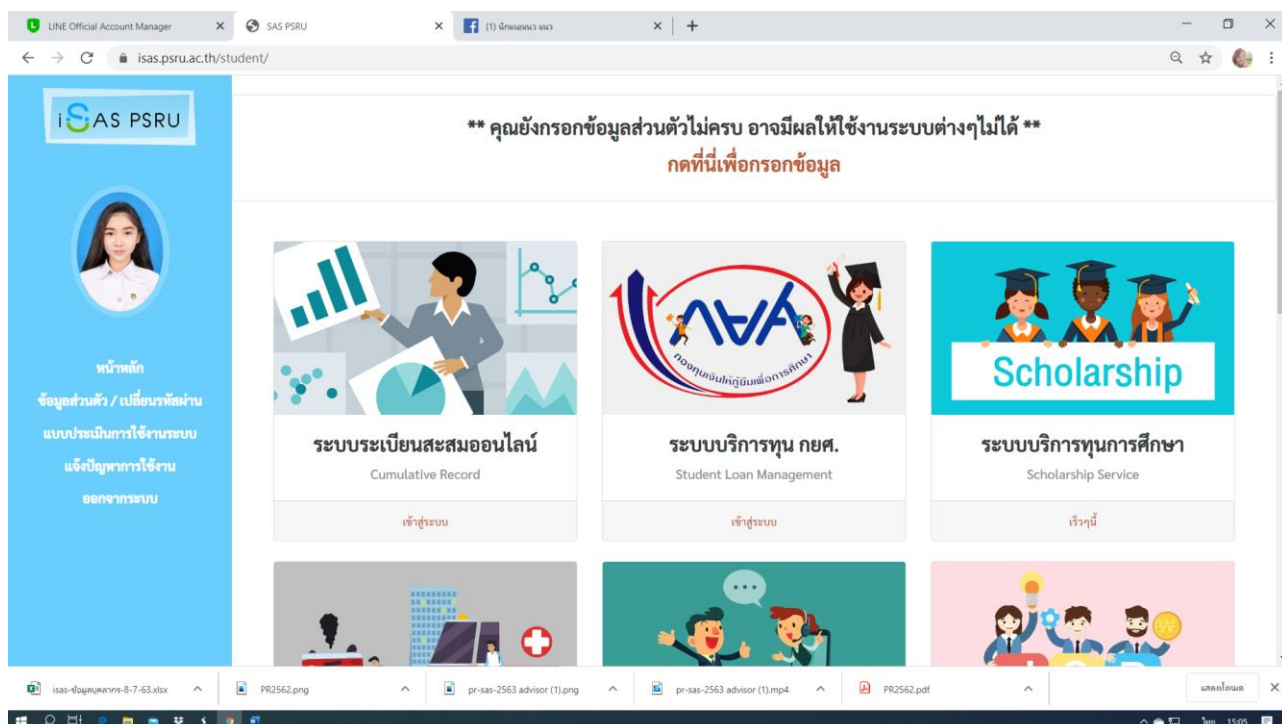 LINE Official Account Manager
SAS PSRU
(1) นักแนะแนว แนว
isas.psru.ac.th/student/
iSAS PSRU
หน้าหลัก
ข้อมูลส่วนตัว / เปลี่ยนรหัสผ่าน
แบบประเมินการใช้งานระบบ
แจ้งปัญหาการใช้งาน
ออกจากระบบ
** คุณยังกรอกข้อมูลส่วนตัวไม่ครบ อาจมีผลให้ใช้งานระบบต่างๆไม่ได้ **
กดที่นี่เพื่อกรอกข้อมูล
กยศ
กองทุนเงินให้กู้ยืมเพื่อการศึกษา
Scholarship
ระบบระเบียนสะสมออนไลน์
Cumulative Record
เข้าสู่ระบบ
ระบบบริการทุน กยศ.
Student Loan Management
เข้าสู่ระบบ
ระบบบริการทุนการศึกษา
Scholarship Service
เร็วๆนี้
isas-ข้อมูลบุคลากร-8-7-63.xlsx
PR2562.png
pr-sas-2563 advisor (1).png
pr-sas-2563 advisor (1).mp4
PR2562.pdf
แสดงทั้งหมด
ไทย
15:05